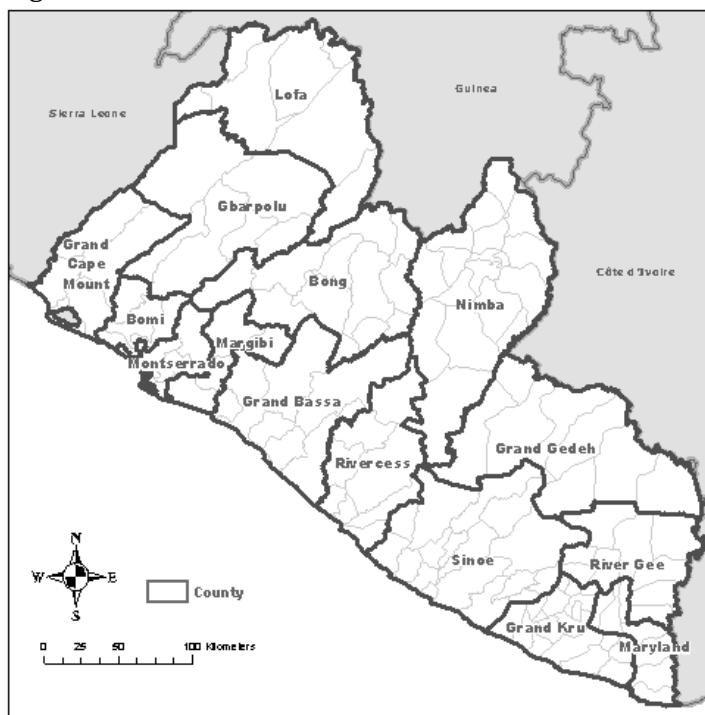 Lofa
Guinea
Sierra Leone
Gbarpolu
Grand
Cape
Mount
Côte d'Ivoire
Bong
Nimba
Bomi
Margibi
Montserrado
Grand Bassa
Grand Gedeh
Rivercess
N
W E
S
County
Sinoe
River Gee
Grand Kru
Maryland
0 25 50 100 Kilometers